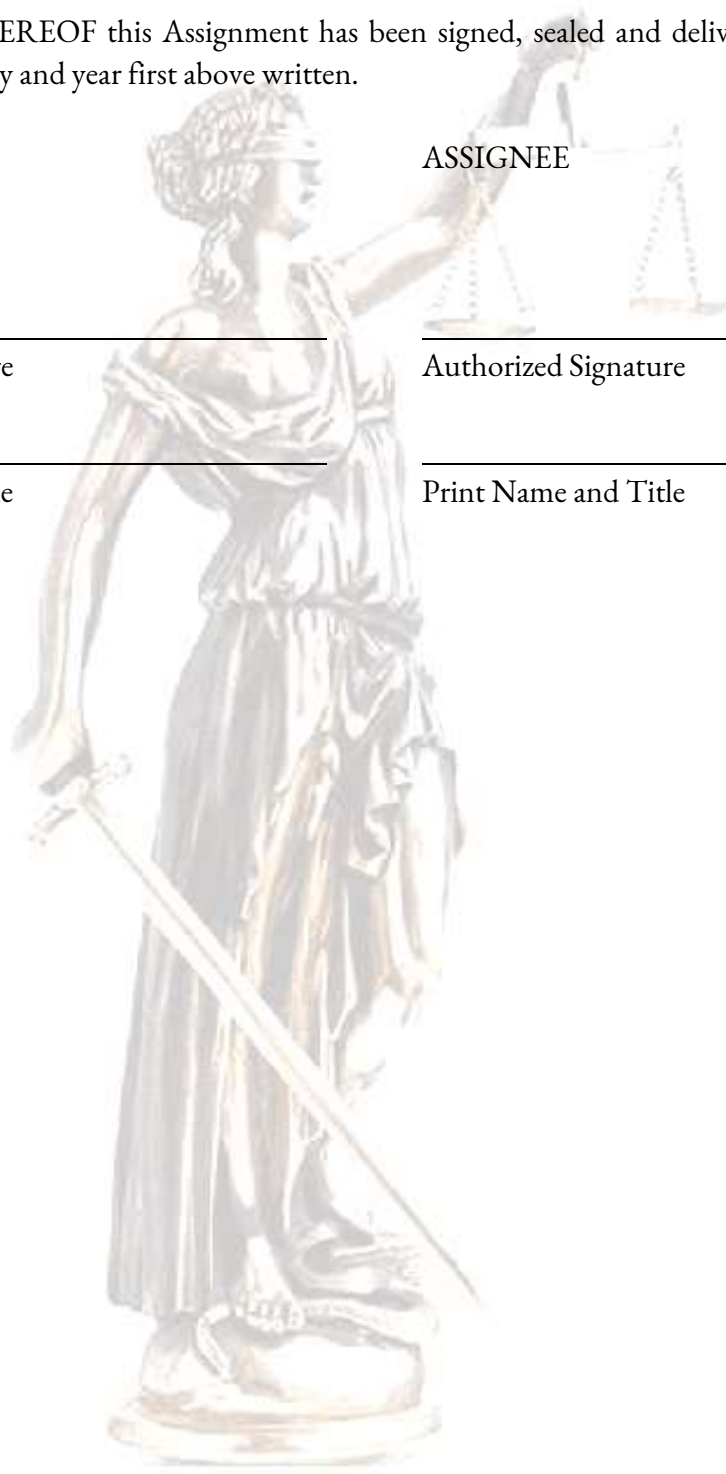 EREOF this Assignment has been signed, sealed and deliv
y and year first above written.
ASSIGNEE
re
Authorized Signature
e
Print Name and Title